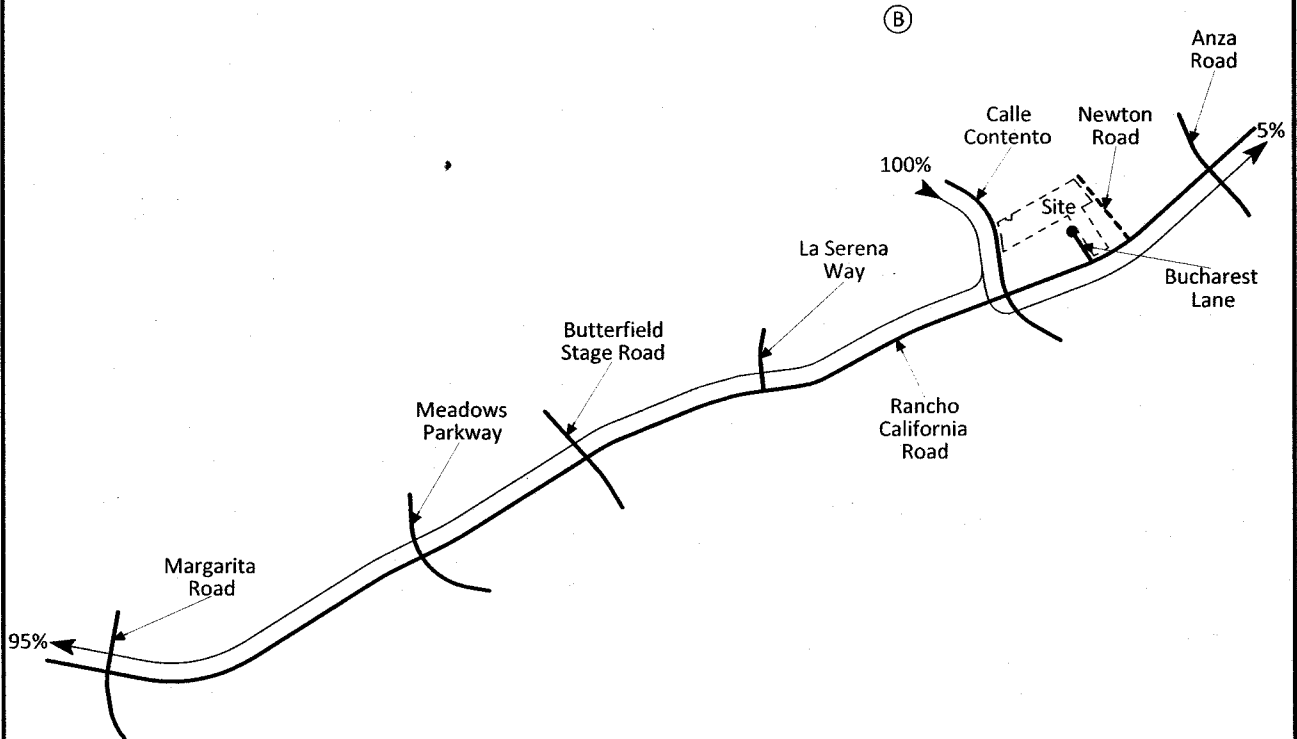 B
Anza
Road
5%
Calle
Contento
Newton
Road
100%
Site
La Serena
Way
Bucharest
Lane
Butterfield
Stage Road
Rancho
California
Road
Meadows
Parkway
Margarita
Road
95%